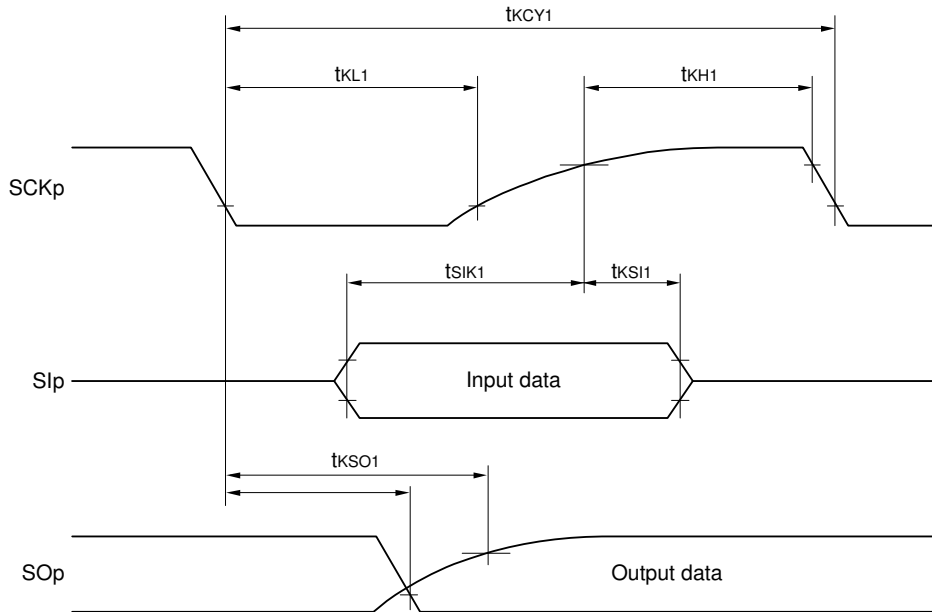 tKCY1
tKL1
tKH1
SCKp
tSIK1
tKSI1
SIp
Input data
tKSO1
SOp
Output data